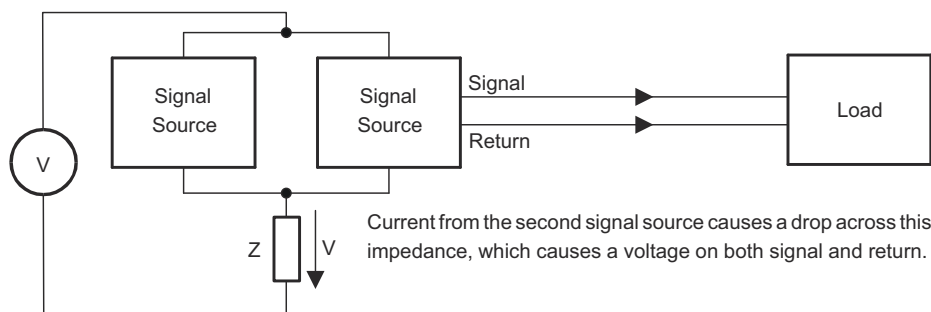 Signal
Source
Signal
Source
Signal
Return
Load
V
Z
V
Current from the second signal source causes a drop across this
impedance, which causes a voltage on both signal and return.